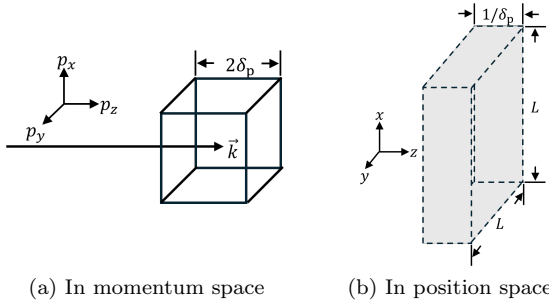 1/δ_p
p_x
2δ_p
p_z
p_y
k⃗
L
x
z
y
L
(a) In momentum space
(b) In position space